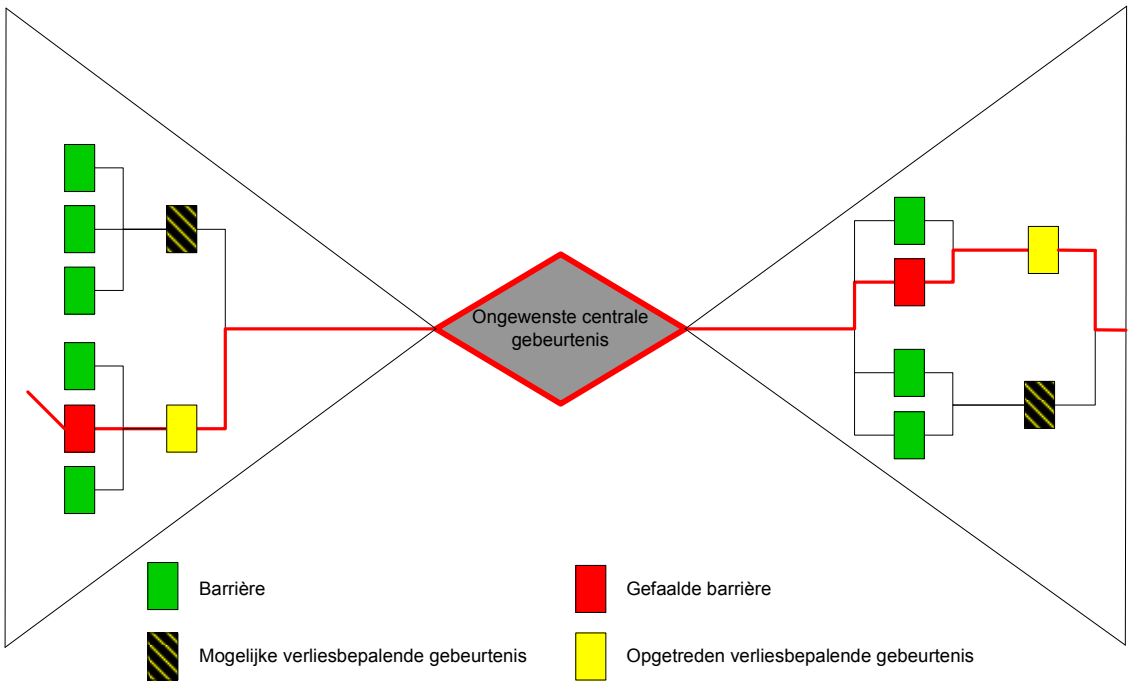 Ongewenste centrale
gebeurtenis
Barrière
Gefaalde barrière
Mogelijke verliesbepalende gebeurtenis
Opgetreden verliesbepalende gebeurtenis